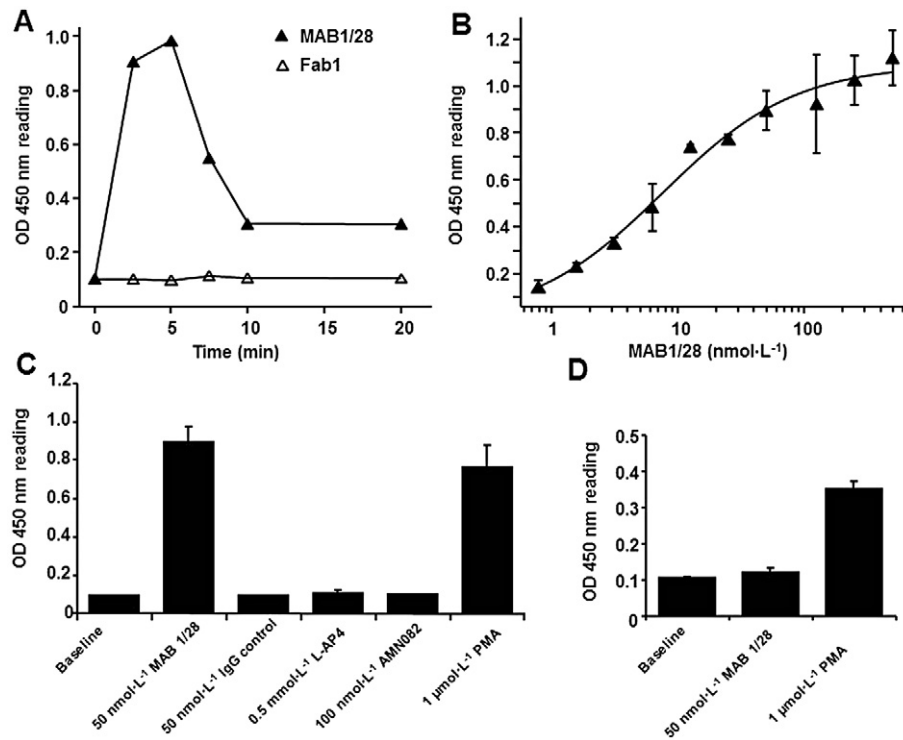 A
OD 450 nm reading
1.0
0.8
0.6
0.4
0.2
0
0
5
10
15
20
Time (min)
MAB1/28
Fab1
B
OD 450 nm reading
1.2
1.0
0.8
0.6
0.4
0.2
1
10
100
MAB1/28 (nmol·L⁻¹)
C
OD 450 nm reading
1.2
1.0
0.8
0.6
0.4
0.2
0
Baseline
50 nmol·L⁻¹ MAB 1/28
50 nmol·L⁻¹ IgG control
0.5 mmol·L⁻¹ L-AP4
100 nmol·L⁻¹ AMN082
1 µmol·L⁻¹ PMA
D
OD 450 nm reading
0.5
0.4
0.3
0.2
0.1
0
Baseline
50 nmol·L⁻¹ MAB 1/28
1 µmol·L⁻¹ PMA